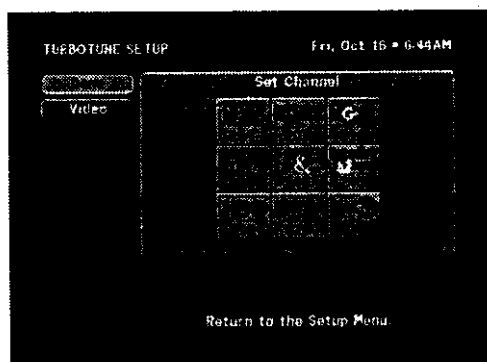 TURBOTUNE SETUP
Fri, Oct 16 • 6:44AM
Set Channel
Video
G
&
Return to the Setup Menu.